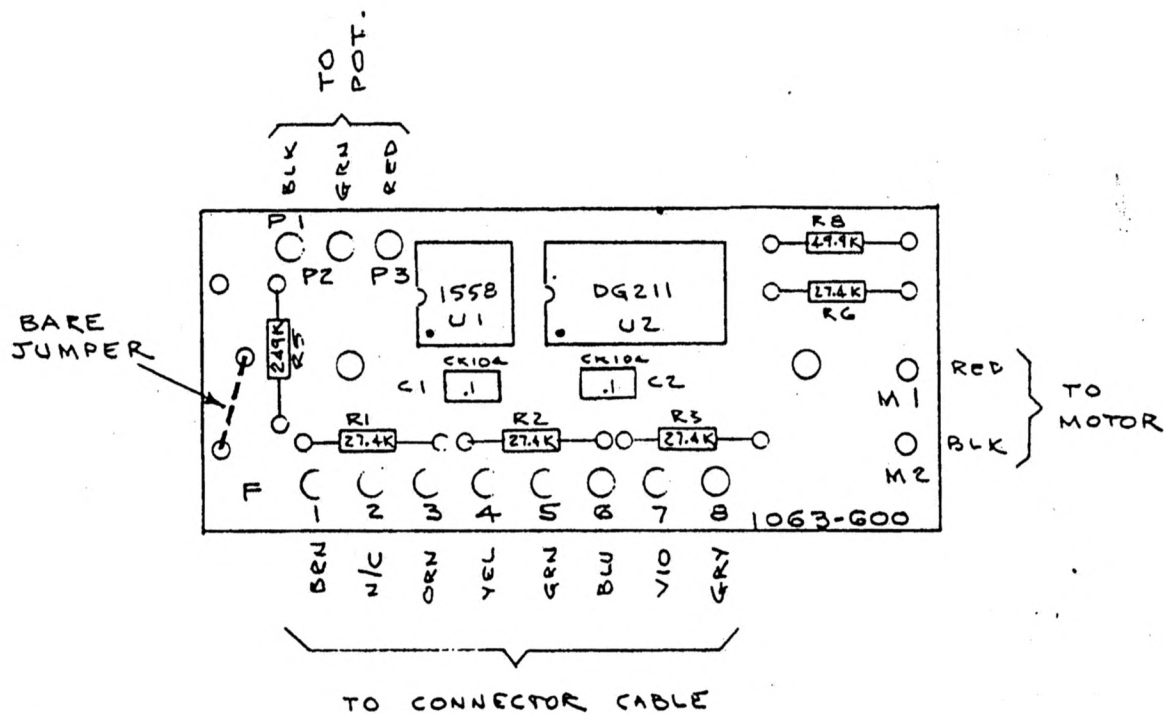 TO
POT.
BLK GRN RED
P1
P2 P3
1558
U1
DG211
U2
R8
49.9K
27.4K
R6
BARE
JUMPER
249K
R5
CK104
C1 .1
CK104
.1 C2
M1 RED
M2 BLK
TO
MOTOR
R1
27.4K
R2
27.4K
R3
27.4K
F
1 2 3 4 5 6 7 8
1063-600
BRN N/C ORN YEL GRN BLU VIO GRY
TO CONNECTOR CABLE